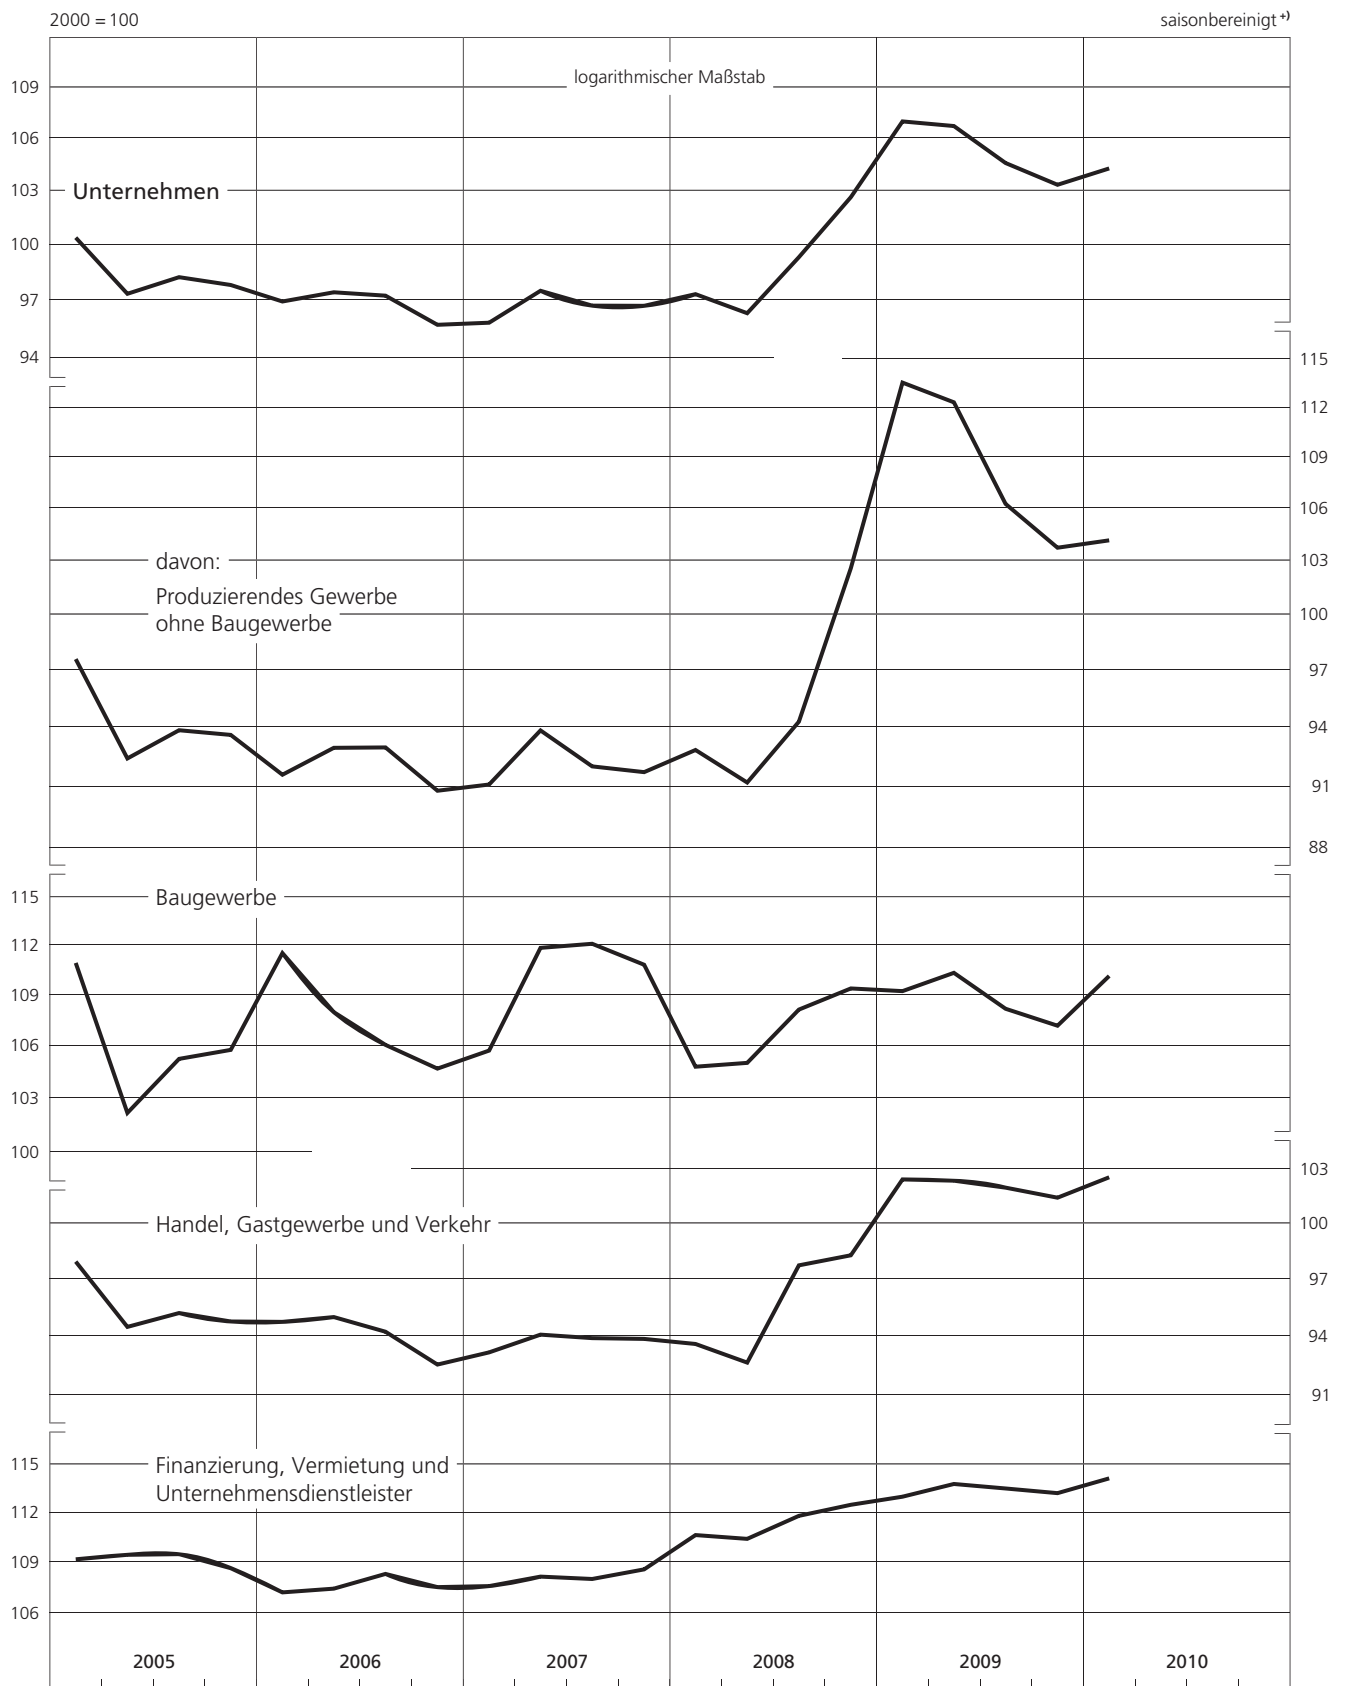 2000 = 100
saisonbereinigt +)
logarithmischer Maßstab
109
106
103
Unternehmen
100
97
94
115
112
109
106
davon:
103
Produzierendes Gewerbe
100
ohne Baugewerbe
97
94
91
88
115
Baugewerbe
112
109
106
103
100
103
Handel, Gastgewerbe und Verkehr
100
97
94
91
115
Finanzierung, Vermietung und
Unternehmensdienstleister
112
109
106
2005 2006 2007 2008 2009 2010